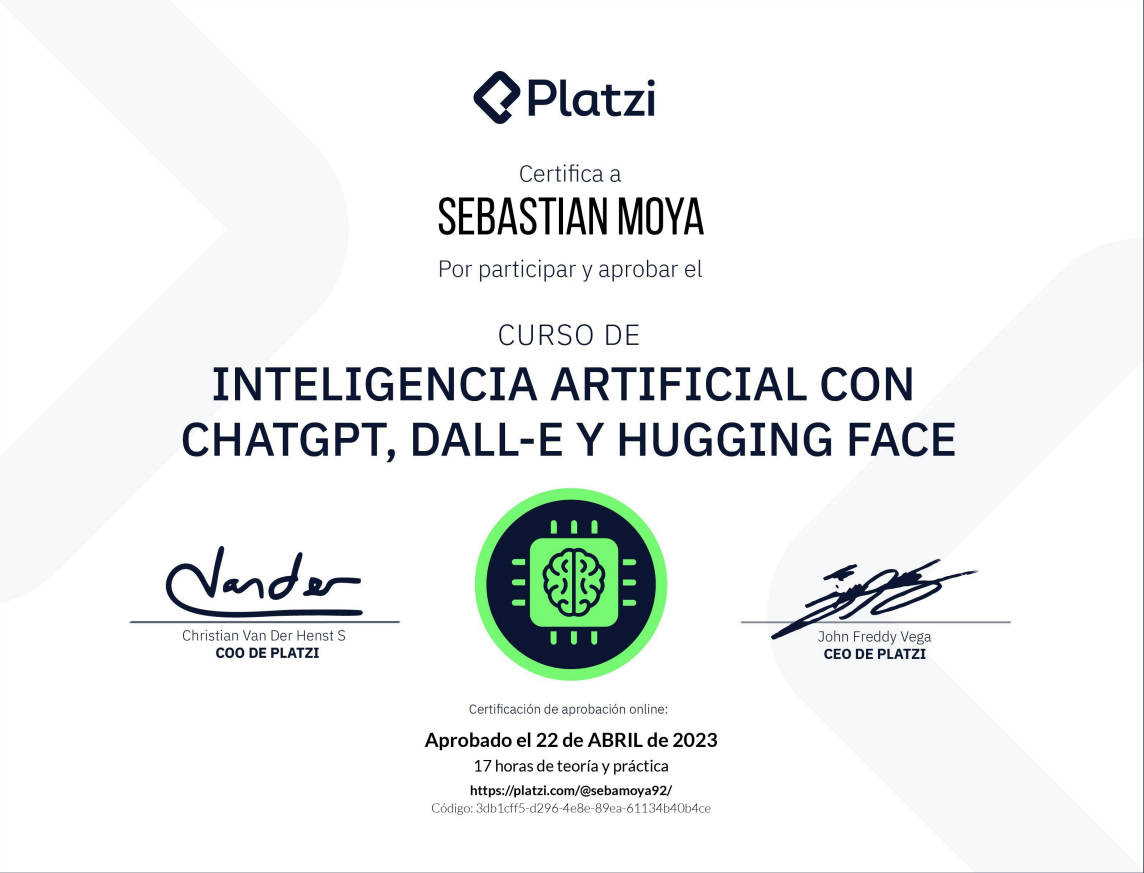 Platzi
Certifica a
SEBASTIAN MOYA
Por participar y aprobar el
CURSO DE
INTELIGENCIA ARTIFICIAL CON
CHATGPT, DALL-E Y HUGGING FACE
Vander
Christian Van Der Henst S
COO DE PLATZI
John Freddy Vega
CEO DE PLATZI
Certificación de aprobación online:
Aprobado el 22 de ABRIL de 2023
17 horas de teoría y práctica
https://platzi.com/@sebamoya92/
Código: 3db1cff5-d296-4e8e-89ea-61134b40b4ce